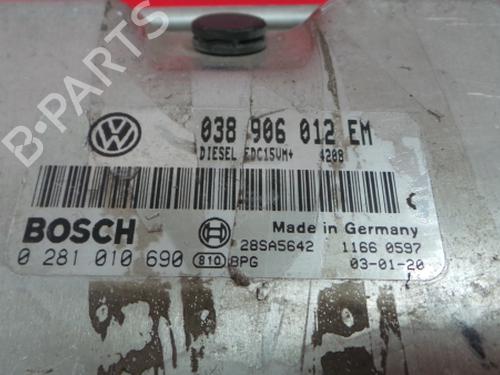 038 906 012 EM
DIESEL EDC15VM+ 4208
BOSCH
Made in Germany
28SA5642 1166 0597
0 281 010 690 810 BPG 03-01-20
B-PARTS